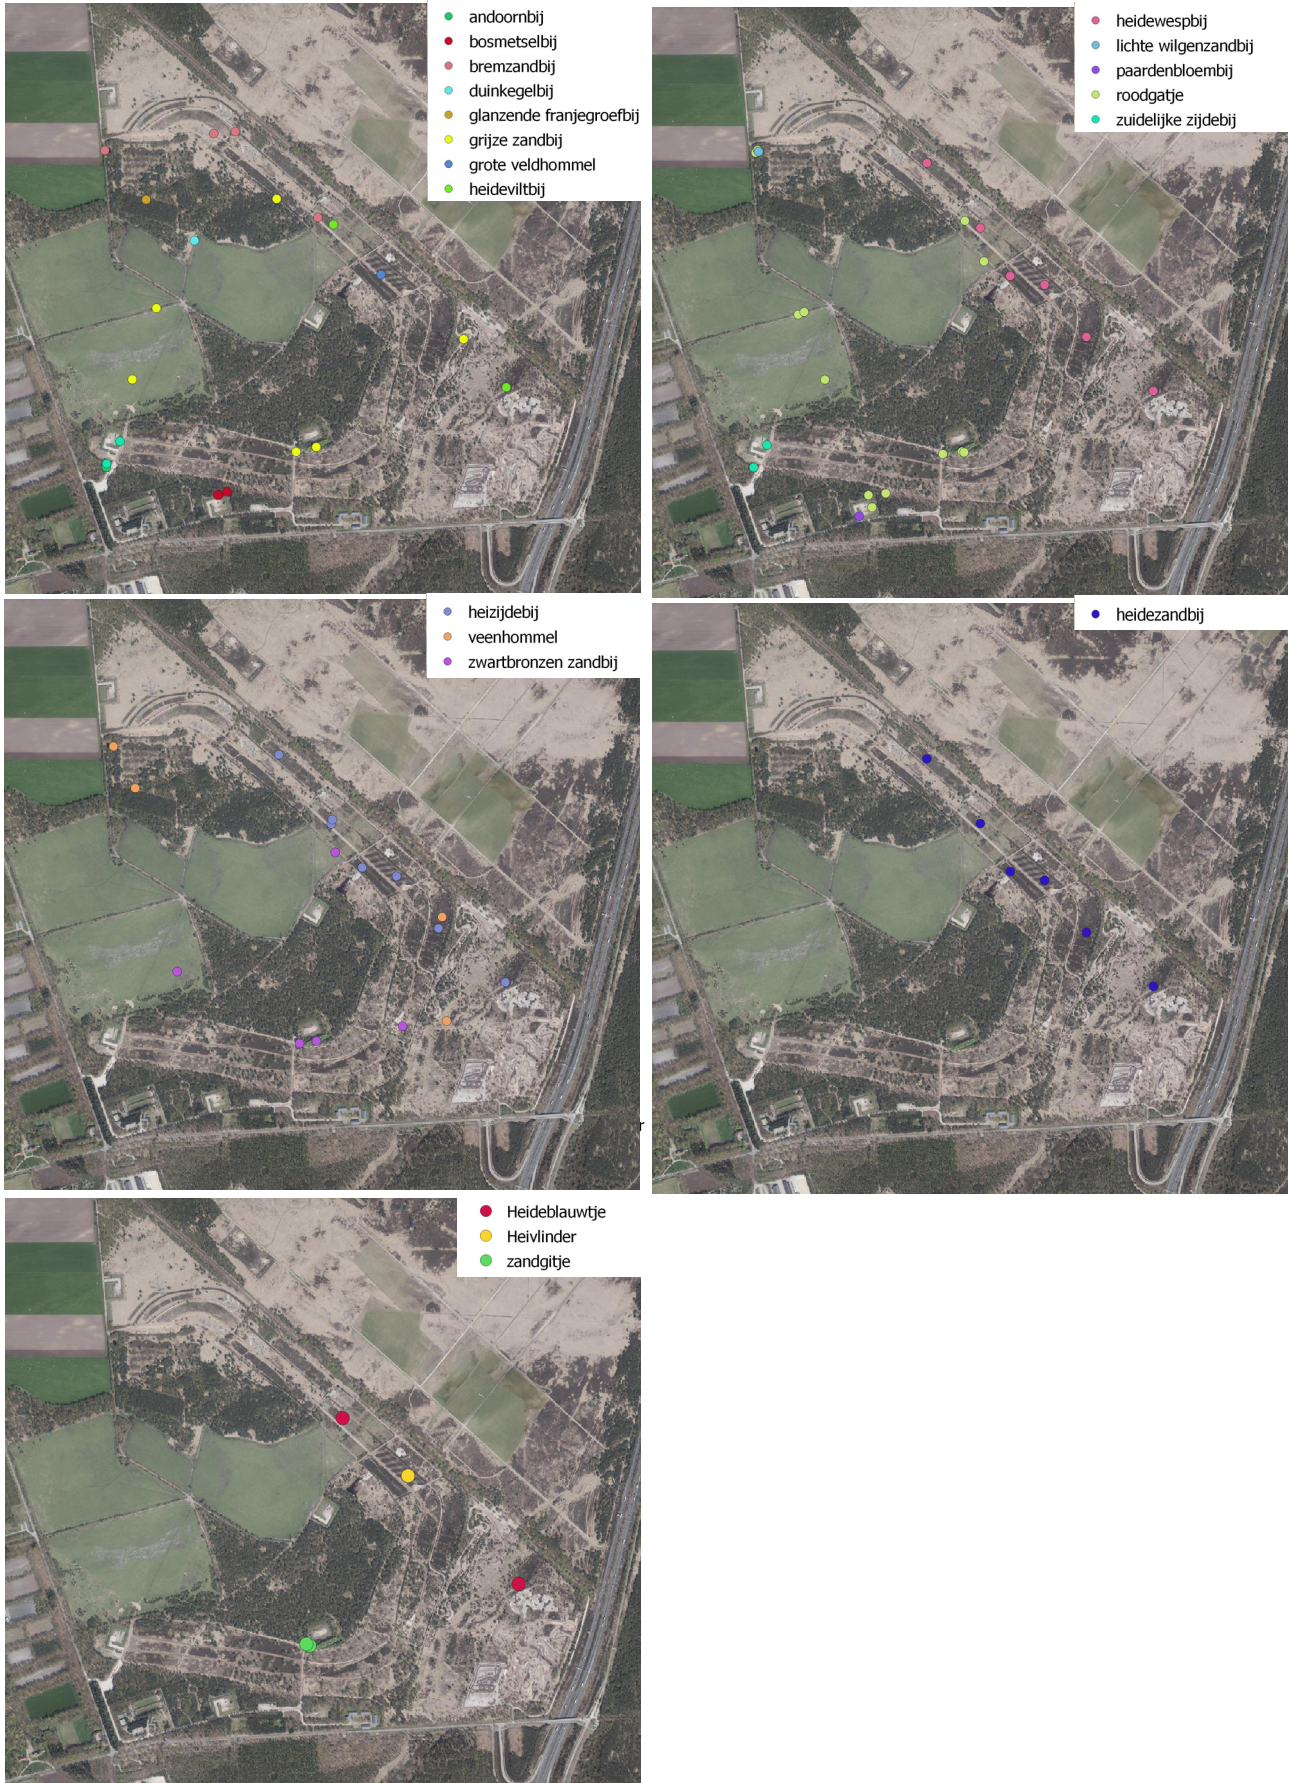 andoornbij
bosmetselbij
bremzandbij
duinkegelbij
glanzende franjegroefbij
grijze zandbij
grote veldhommel
heideviltbij
heidewespbij
lichte wilgenzandbij
paardenbloembij
roodgatje
zuidelijke zijdebij
heizijdebij
veenhommel
zwartbronzen zandbij
r
heidezandbij
Heideblauwtje
Heivlinder
zandgitje